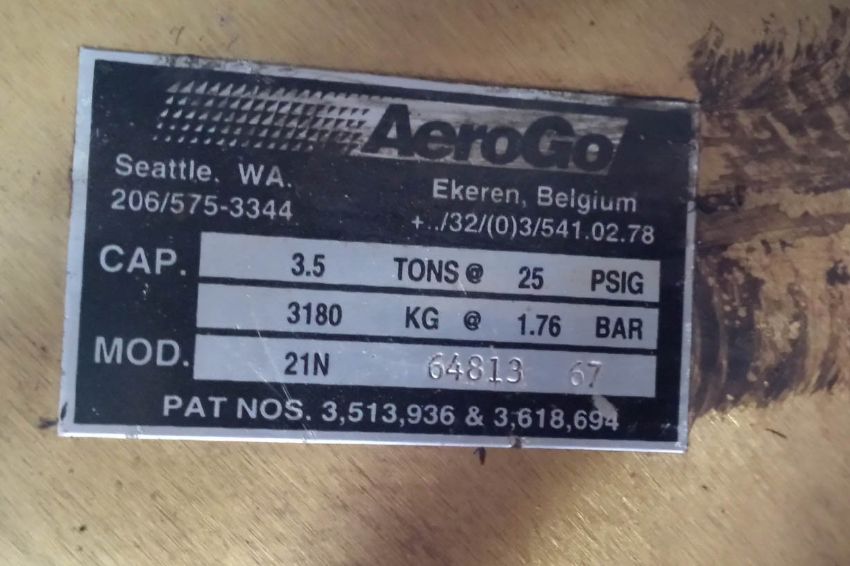 AeroGo
Seattle. WA.
206/575-3344
Ekeren, Belgium
+../32/(0)3/541.02.78
CAP. 3.5 TONS @ 25 PSIG
3180 KG @ 1.76 BAR
MOD. 21N 64813 67
PAT NOS. 3,513,936 & 3,618,694